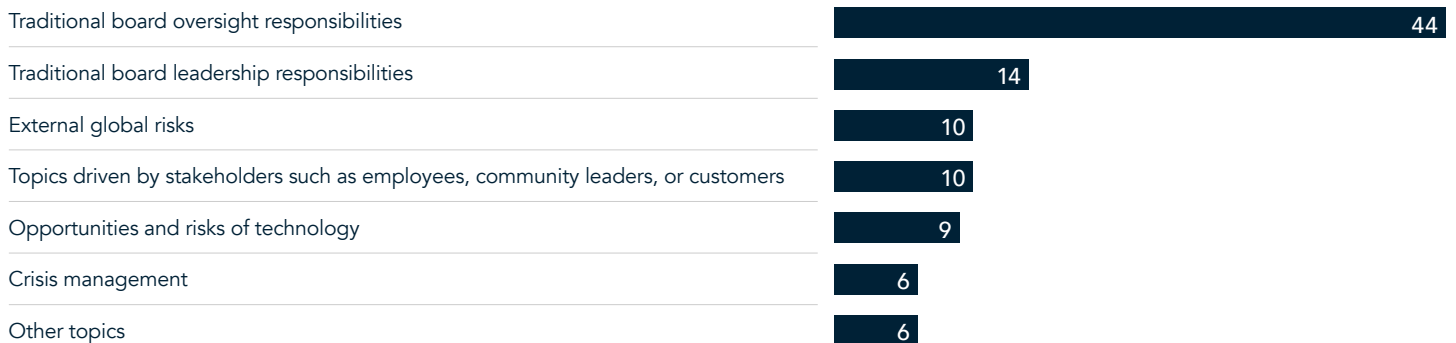 Traditional board oversight responsibilities 44
Traditional board leadership responsibilities 14
External global risks 10
Topics driven by stakeholders such as employees, community leaders, or customers 10
Opportunities and risks of technology 9
Crisis management 6
Other topics 6